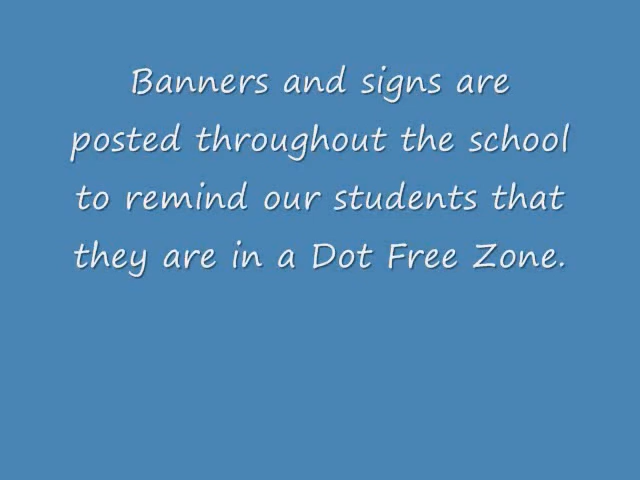 Banners and signs are
posted throughout the school
to remind our students that
they are in a Dot Free Zone.